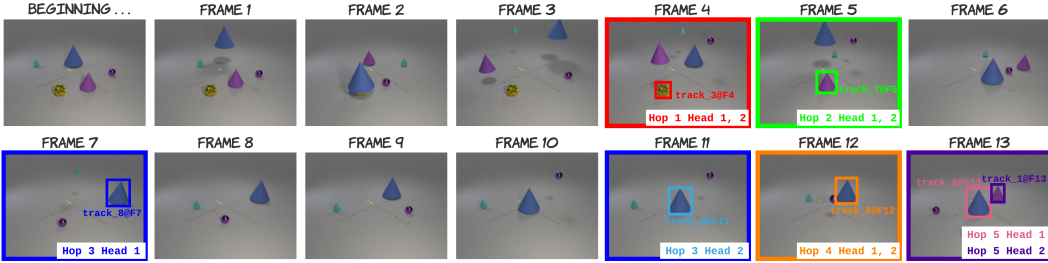 BEGINNING ...
FRAME 1
FRAME 2
FRAME 3
FRAME 4
FRAME 5
FRAME 6
track_3@F4
Hop 1 Head 1, 2
Hop 2 Head 1, 2
FRAME 7
FRAME 8
FRAME 9
FRAME 10
FRAME 11
FRAME 12
FRAME 13
track_8@F7
Hop 3 Head 1
Hop 3 Head 2
track_8@F12
Hop 4 Head 1, 2
track_1@F13
Hop 5 Head 1
Hop 5 Head 2